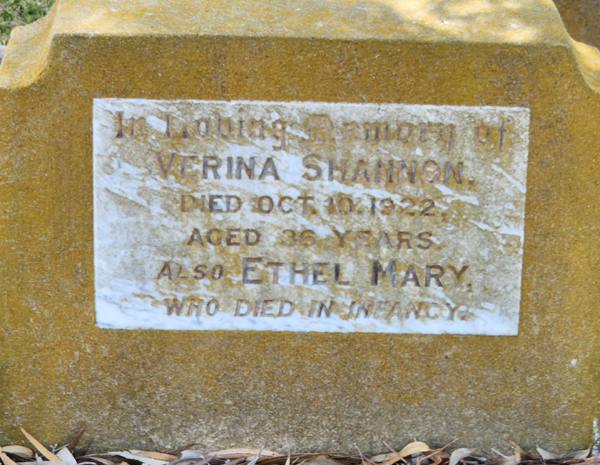 In Loving Memory of
VERINA SHANNON.
DIED OCT. 10. 1922,
AGED 36 YEARS.
ALSO ETHEL MARY,
WHO DIED IN INFANCY.